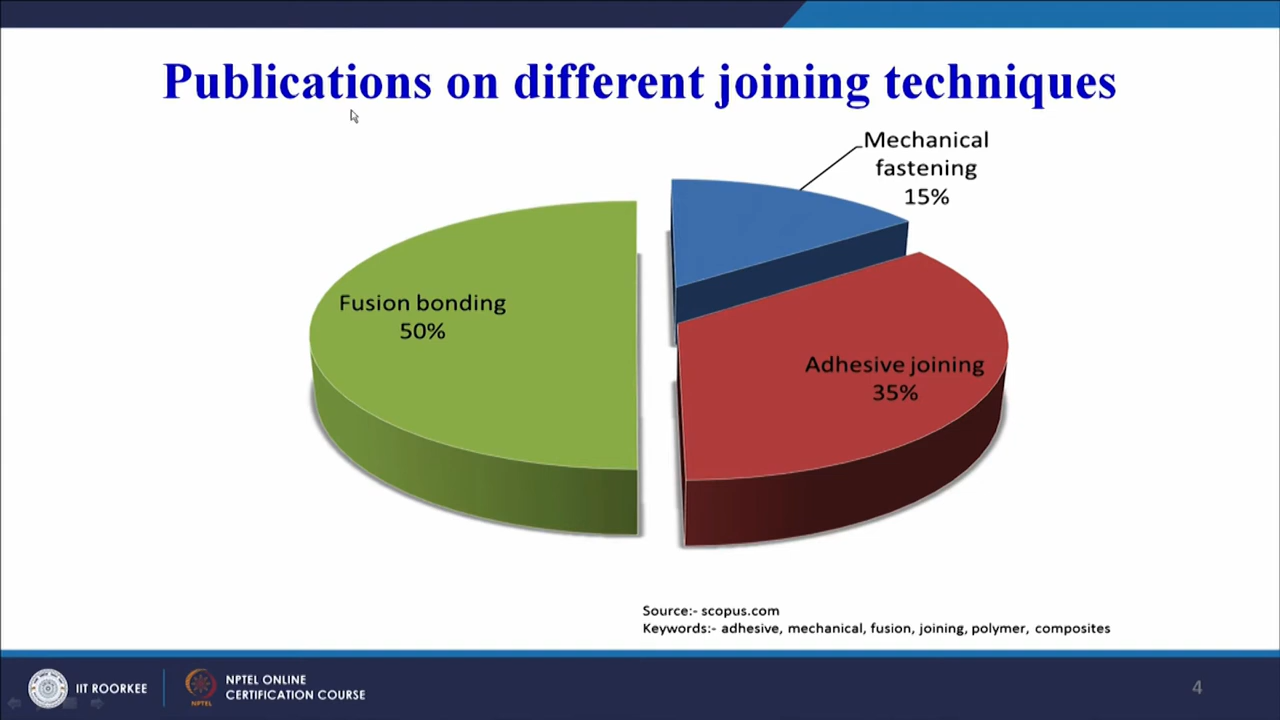 Publications on different joining techniques
Mechanical
fastening
15%
Fusion bonding
50%
Adhesive joining
35%
Source:- scopus.com
Keywords:- adhesive, mechanical, fusion, joining, polymer, composites
IIT ROORKEE
NPTEL
NPTEL ONLINE
CERTIFICATION COURSE
4